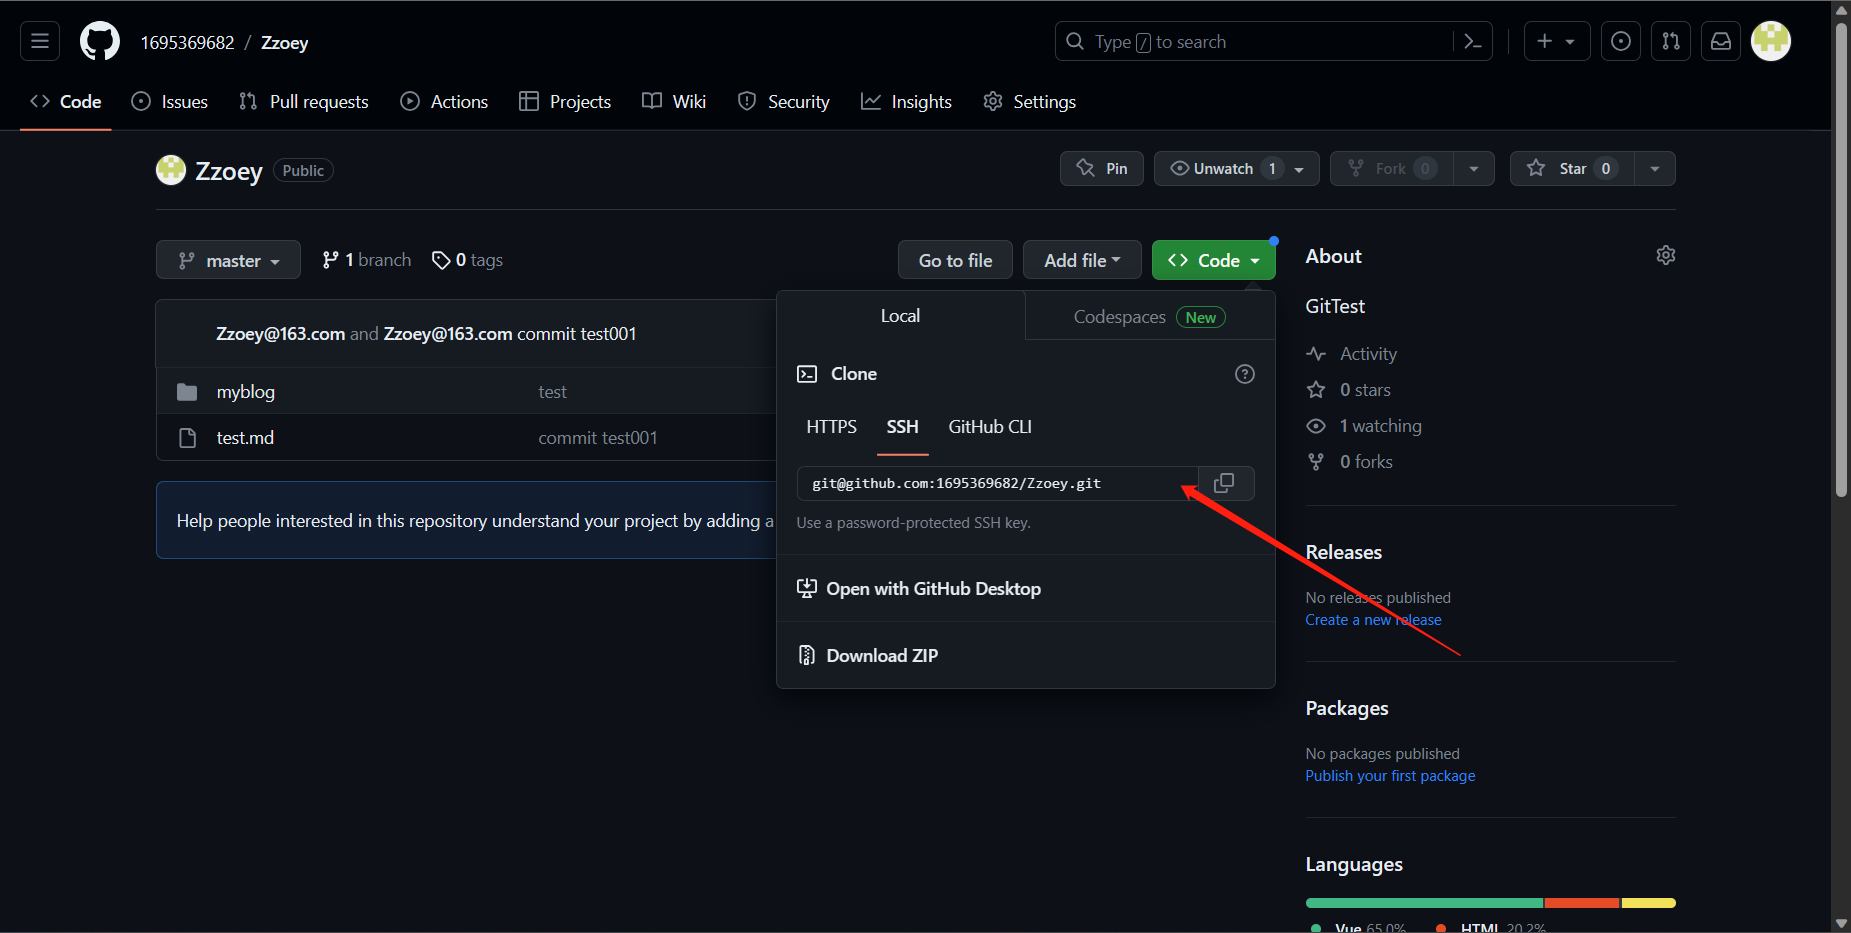 1695369682 / Zzoey
Type / to search
Code Issues Pull requests Actions Projects Wiki Security Insights Settings
Zzoey Public
Pin Unwatch 1 Fork 0 Star 0
master 1 branch 0 tags
Go to file Add file Code
Zzoey@163.com and Zzoey@163.com commit test001
myblog test
test.md commit test001
Help people interested in this repository understand your project by adding a
Local Codespaces New
Clone
HTTPS SSH GitHub CLI
git@github.com:1695369682/Zzoey.git
Use a password-protected SSH key.
Open with GitHub Desktop
Download ZIP
About
GitTest
Activity
0 stars
1 watching
0 forks
Releases
No releases published
Create a new release
Packages
No packages published
Publish your first package
Languages
Vue 65.0% HTML 20.2%